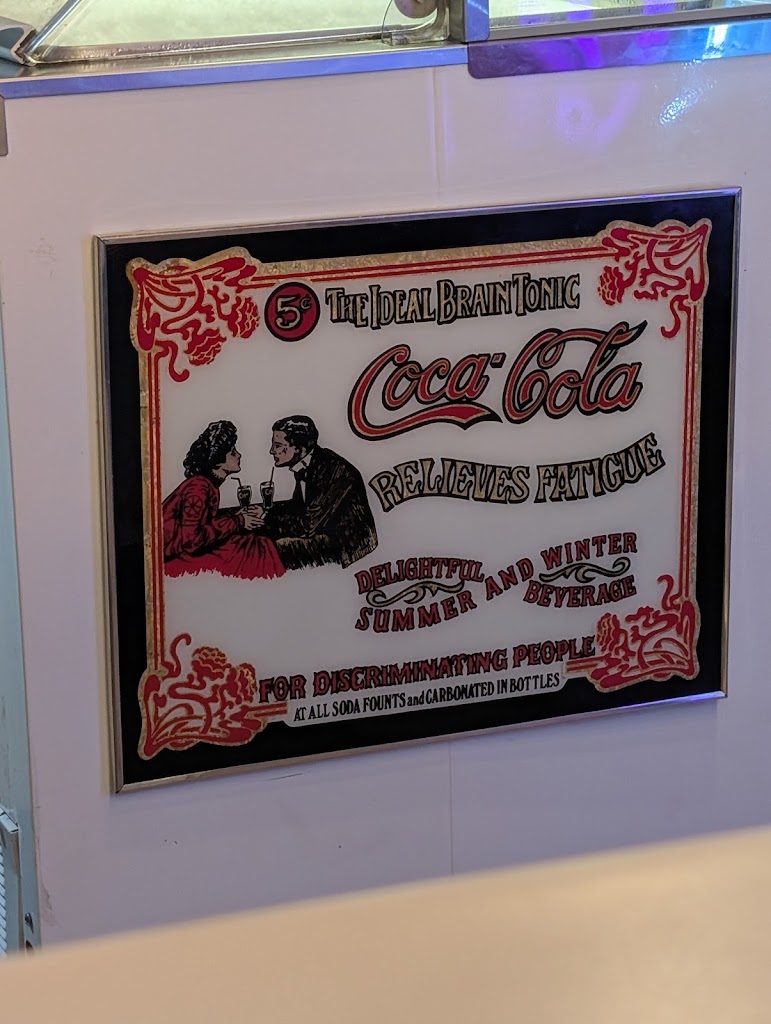 5¢ THE IDEAL BRAIN TONIC
Coca-Cola
RELIEVES FATIGUE
DELIGHTFUL
SUMMER AND WINTER
BEVERAGE
FOR DISCRIMINATING PEOPLE
AT ALL SODA FOUNTS and CARBONATED IN BOTTLES